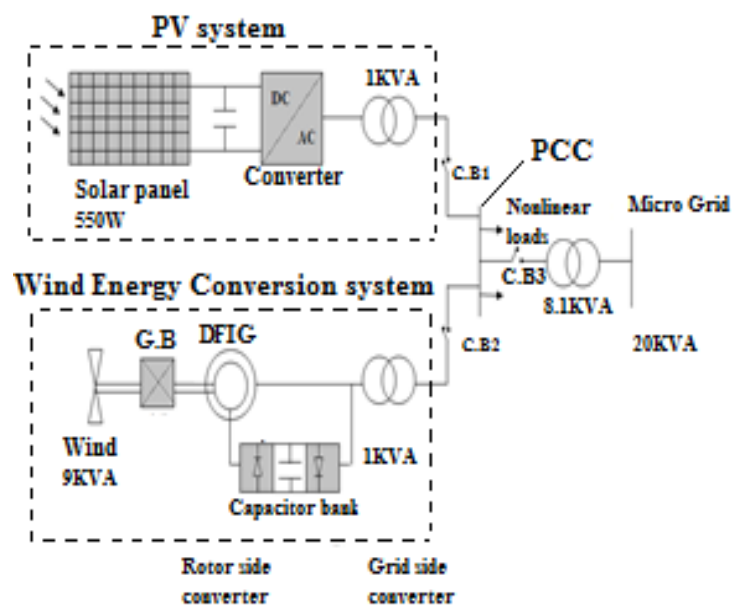 PV system
1KVA
DC
AC
Converter
Solar panel
550W
C.B1
PCC
Nonlinear
loads
Micro Grid
C.B3
8.1KVA
20KVA
C.B2
Wind Energy Conversion system
G.B
DFIG
Wind
9KVA
1KVA
Capacitor bank
Rotor side
converter
Grid side
converter